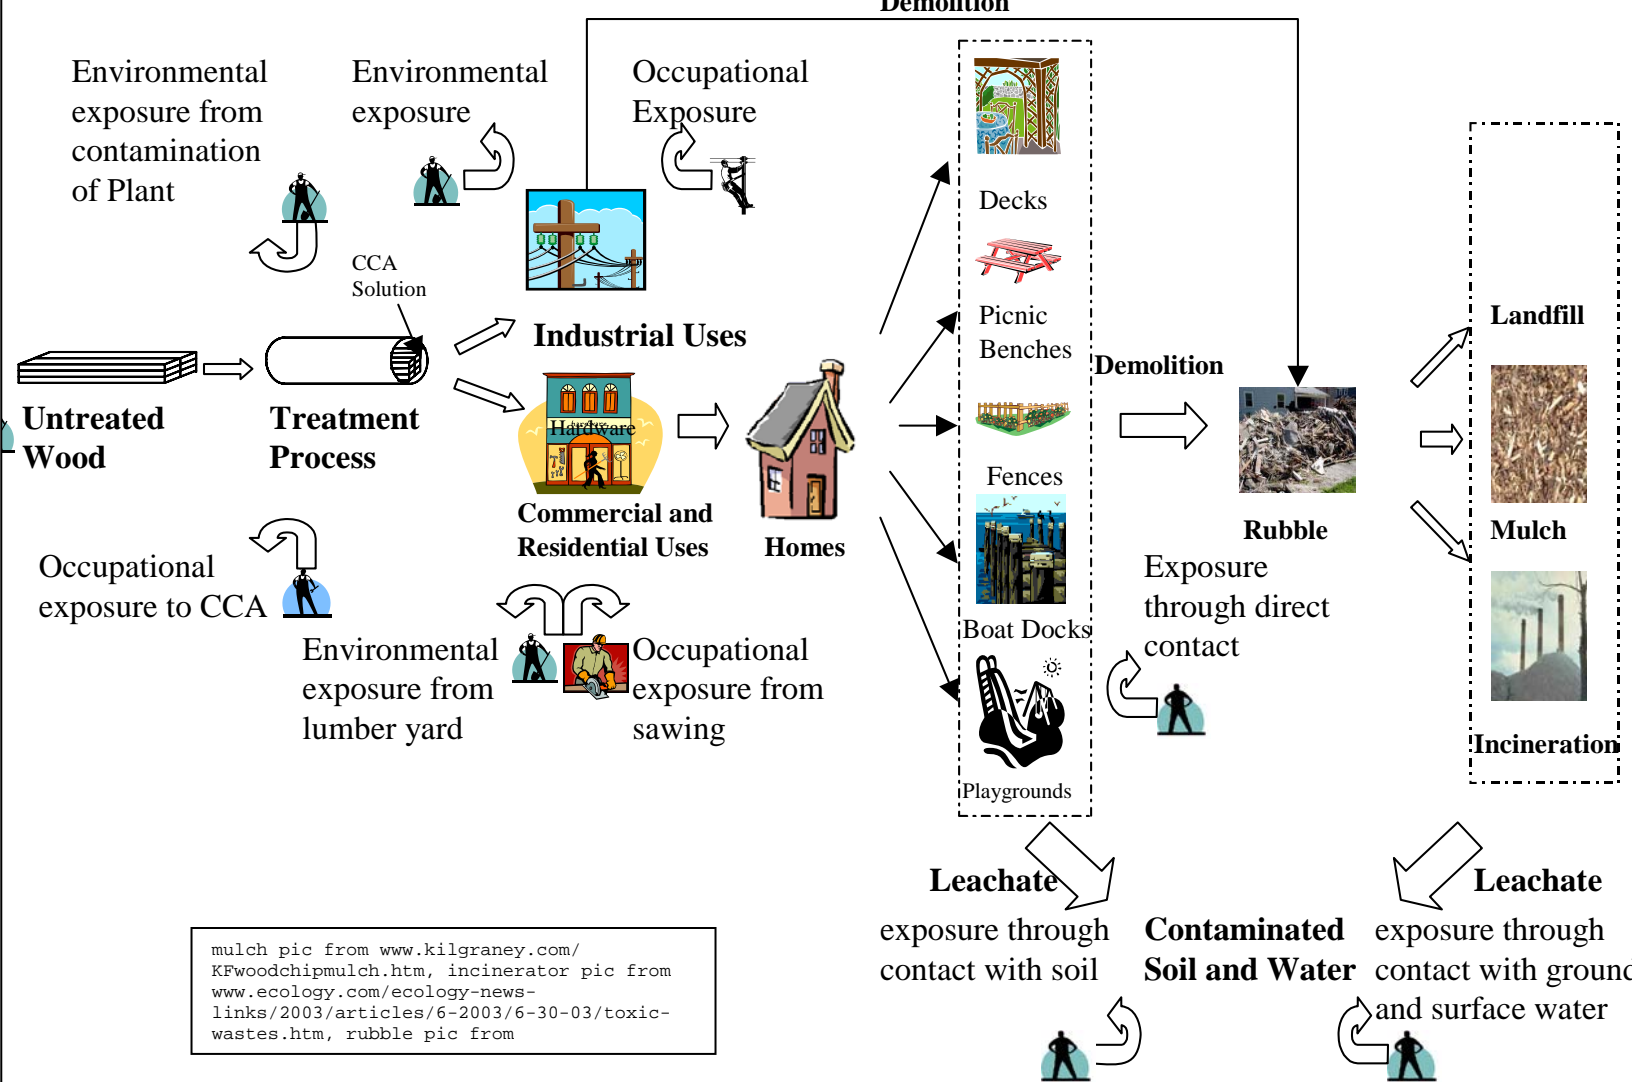 Demolition
Environmental
exposure from
contamination
of Plant
Environmental
exposure
Occupational
Exposure
CCA
Solution
Untreated
Wood
Treatment
Process
Industrial Uses
Hardware
Commercial and
Residential Uses
Homes
Occupational
exposure to CCA
Environmental
exposure from
lumber yard
Occupational
exposure from
sawing
Decks
Picnic
Benches
Fences
Boat Docks
Playgrounds
Demolition
Rubble
Exposure
through direct
contact
Landfill
Mulch
Incineration
Leachate
exposure through
contact with soil
Contaminated
Soil and Water
Leachate
exposure through
contact with ground
and surface water
mulch pic from www.kilgraney.com/
KFwoodchipmulch.htm, incinerator pic from
www.ecology.com/ecology-news-
links/2003/articles/6-2003/6-30-03/toxic-
wastes.htm, rubble pic from